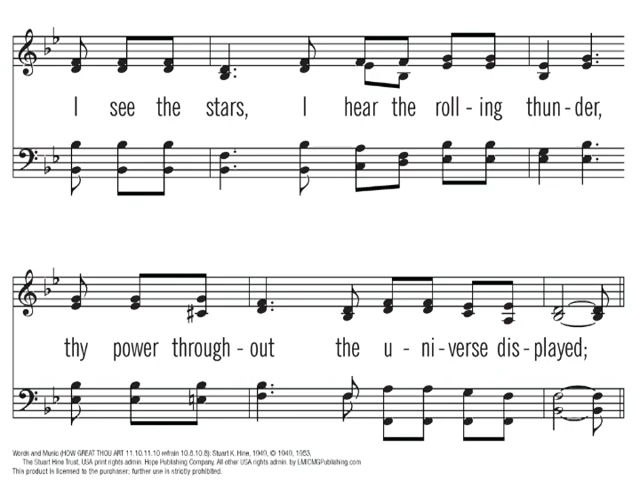 I see the stars, I hear the roll - ing thun - der,
thy power through - out the u - ni - verse dis - played;
Words and Music (HOW GREAT THOU ART 11.10.11.10 refrain 10.8.10.8): Stuart K. Hine, 1949, © 1949, 1953,
The Stuart Hine Trust, USA print rights admin. Hope Publishing Company. All other USA rights admin. by LMICMGPublishing.com
This product is licensed to the purchaser; further use is strictly prohibited.